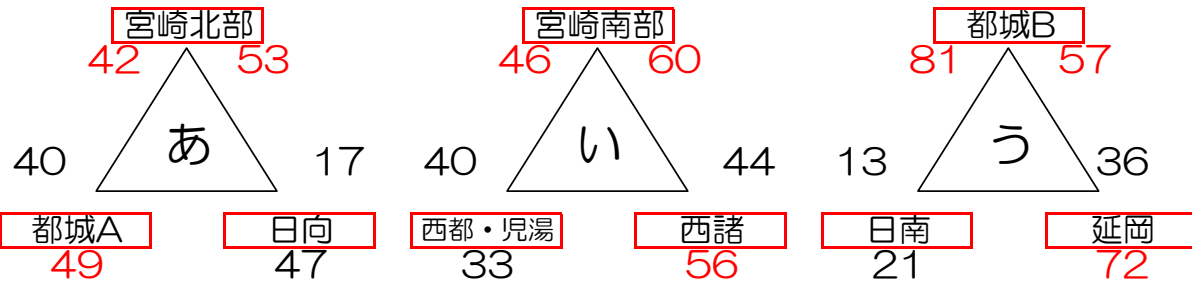 宮崎北部 宮崎南部 都城B
42 53 46 60 81 57
あ い う
40 17 40 44 13 36
都城A 日向 西都・児湯 西諸 日南 延岡
49 47 33 56 21 72